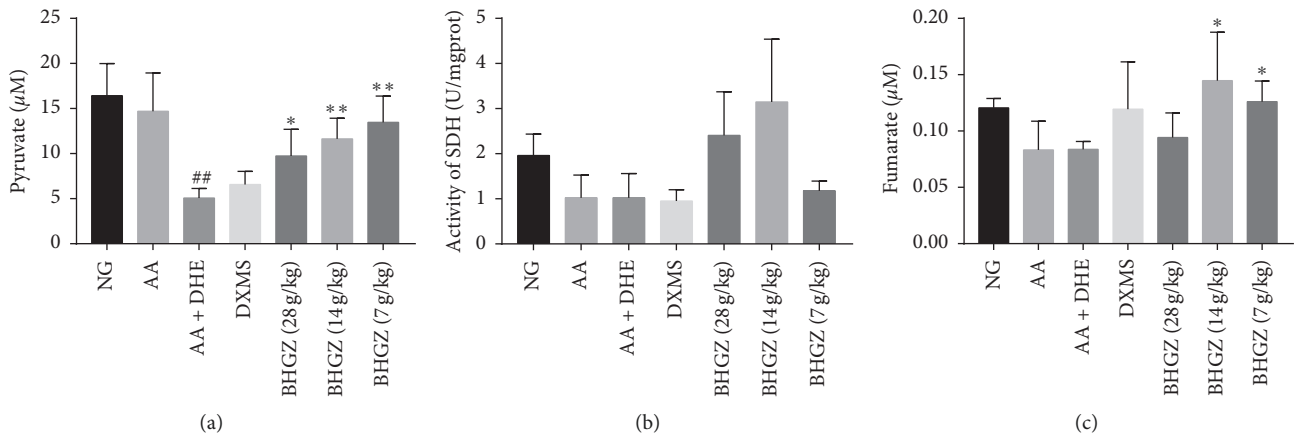 25
20
15
10
5
0
Pyruvate (µM)
##
*
**
**
NG
AA
AA + DHE
DXMS
BHGZ (28 g/kg)
BHGZ (14 g/kg)
BHGZ (7 g/kg)
(a)
5
4
3
2
1
0
Activity of SDH (U/mgprot)
NG
AA
AA + DHE
DXMS
BHGZ (28 g/kg)
BHGZ (14 g/kg)
BHGZ (7 g/kg)
(b)
0.20
0.15
0.10
0.05
0.00
Fumarate (µM)
*
*
NG
AA
AA + DHE
DXMS
BHGZ (28 g/kg)
BHGZ (14 g/kg)
BHGZ (7 g/kg)
(c)